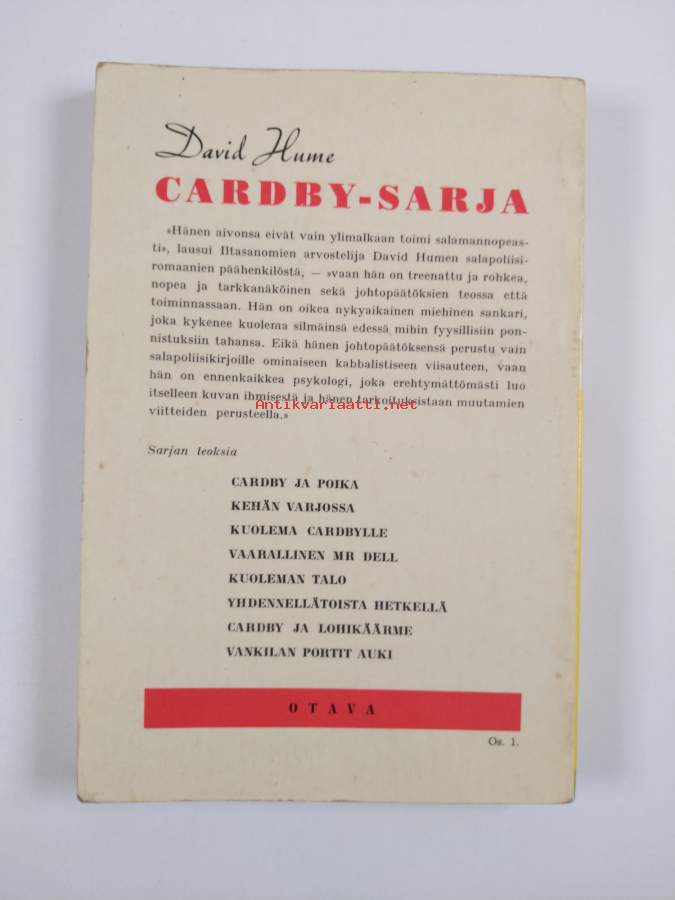 David Hume
CARDBY-SARJA
»Hänen aivonsa eivät vain ylimalkaan toimi salamannopeas-
ti», lausui Iltasanomien arvostelija David Humen salapoliisi-
romaanien päähenkilöstä, — »vaan hän on treenattu ja rohkea,
nopea ja tarkkanäköinen sekä johtopäätöksien teossa että
toiminnassaan. Hän on oikea nykyaikainen miehinen sankari,
joka kykenee kuolema silmäinsä edessä mihin fyysillisiin pon-
nistuksiin tahansa. Eikä hänen johtopäätöksensä perustu vain
salapoliisikirjoille ominaiseen kabbalistiseen viisauteen, vaan
hän on ennenkaikkea psykologi, joka erehtymättömästi luo
itselleen kuvan ihmisestä ja hänen tarkoituksistaan muutamien
viitteiden perusteella.»
Antikvariaatti.net
Sarjan teoksia
CARDBY JA POIKA
KEHÄN VARJOSSA
KUOLEMA CARDBYLLE
VAARALLINEN MR DELL
KUOLEMAN TALO
YHDENNELLÄTOISTA HETKELLÄ
CARDBY JA LOHIKÄÄRME
VANKILAN PORTIT AUKI
OTAVA
Os. 1.